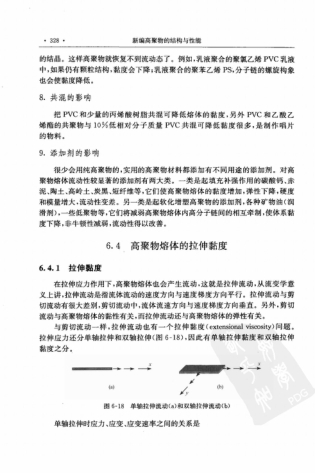 · 328 ·
新编高聚物的结构与性能
的结晶。这样高聚物就恢复不到流动态了。例如,乳液聚合的聚氯乙烯 PVC 乳液
中,如果仍有颗粒结构,黏度会下降;乳液聚合的聚苯乙烯 PS,分子链的螺旋构象
也会使黏度降低。
8. 共混的影响
把 PVC 和少量的丙烯酸树脂共混可降低熔体的黏度,另外 PVC 和乙酸乙
烯酯的共聚物与 10%低相对分子质量 PVC 共混可降低黏度很多,是制作唱片
的物料。
9. 添加剂的影响
很少会用纯高聚物的,实用的高聚物材料都添加有不同用途的添加剂。对高
聚物熔体流动性较显著的添加剂有两大类。一类是起填充补强作用的碳酸钙、赤
泥、陶土、高岭土、炭黑、短纤维等,它们使高聚物熔体的黏度增加,弹性下降,硬度
和模量增大,流动性变差。另一类是起软化增塑高聚物的添加剂,各种矿物油(润
滑剂),一些低聚物等,它们将减弱高聚物熔体内高分子链间的相互牵制,使体系黏
度下降,非牛顿性减弱,流动性得以改善。
6.4 高聚物熔体的拉伸黏度
6.4.1 拉伸黏度
在拉伸应力作用下,高聚物熔体也会产生流动,这就是拉伸流动,从流变学意
义上讲,拉伸流动是指流体流动的速度方向与速度梯度方向平行。拉伸流动与剪
切流动有很大差别,剪切流动中,流体流速方向与速度梯度方向垂直。另外,剪切
流动与高聚物熔体的黏性有关,而拉伸流动还与高聚物熔体的弹性有关。
与剪切流动一样,拉伸流动也有一个拉伸黏度(extensional viscosity)问题。
拉伸应力还分单轴拉伸和双轴拉伸(图 6-18),因此有单轴拉伸黏度和双轴拉伸
黏度之分。
(a)
(b)
图 6-18 单轴拉伸流动(a)和双轴拉伸流动(b)
单轴拉伸时应力、应变、应变速率之间的关系是